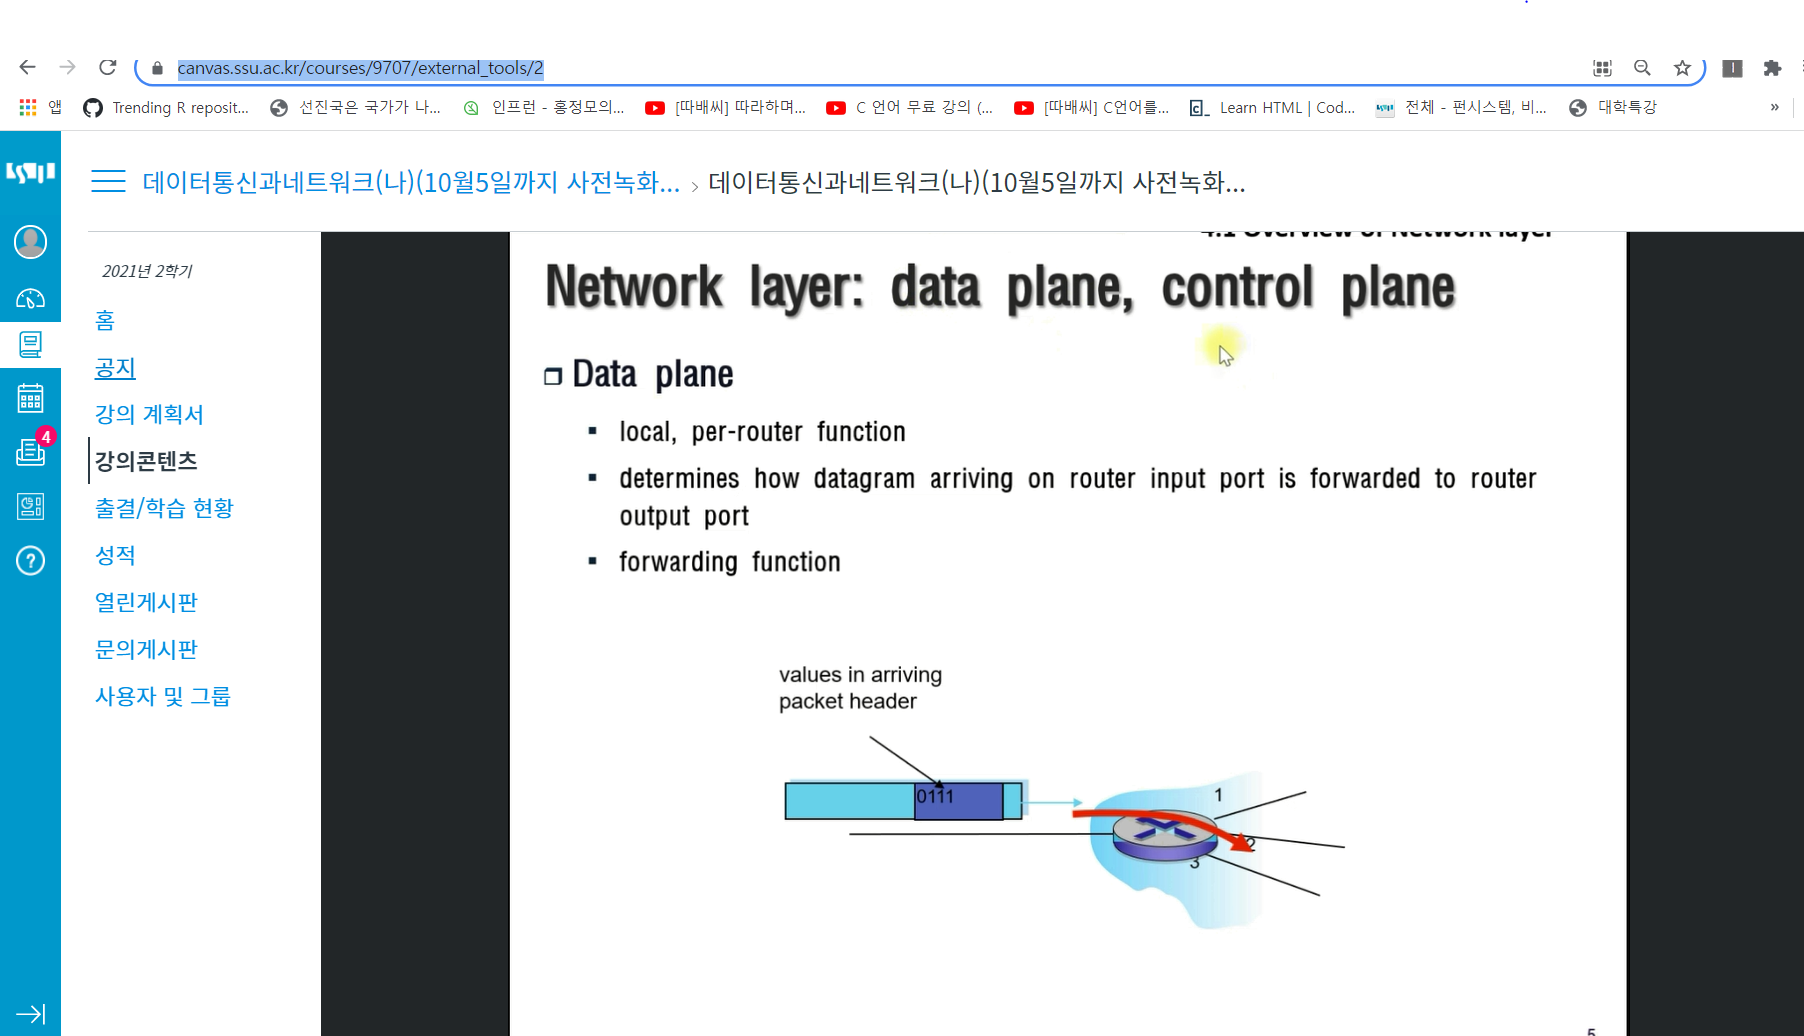 canvas.ssu.ac.kr/courses/9707/external_tools/2
앱
Trending R reposit...
선진국은 국가가 나...
인프런 - 홍정모의...
[따배씨] 따라하며...
C 언어 무료 강의 (...
[따배씨] C언어를...
Learn HTML | Cod...
전체 - 펀시스템, 비...
대학특강
»
데이터통신과네트워크(나)(10월5일까지 사전녹화... › 데이터통신과네트워크(나)(10월5일까지 사전녹화...
4
2021년 2학기
홈
공지
강의 계획서
강의콘텐츠
출결/학습 현황
성적
열린게시판
문의게시판
사용자 및 그룹
4.1 Overview of Network layer
Network layer: data plane, control plane
Data plane
local, per-router function
determines how datagram arriving on router input port is forwarded to router
output port
forwarding function
values in arriving
packet header
0111
1
2
3
5